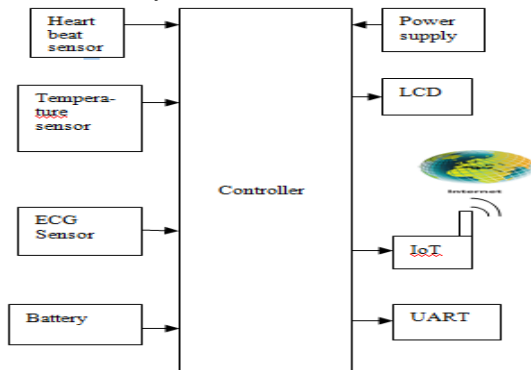 Heart
beat
sensor
Power
supply
Tempera-
ture
sensor
LCD
Controller
Internet
ECG
Sensor
IoT
Battery
UART